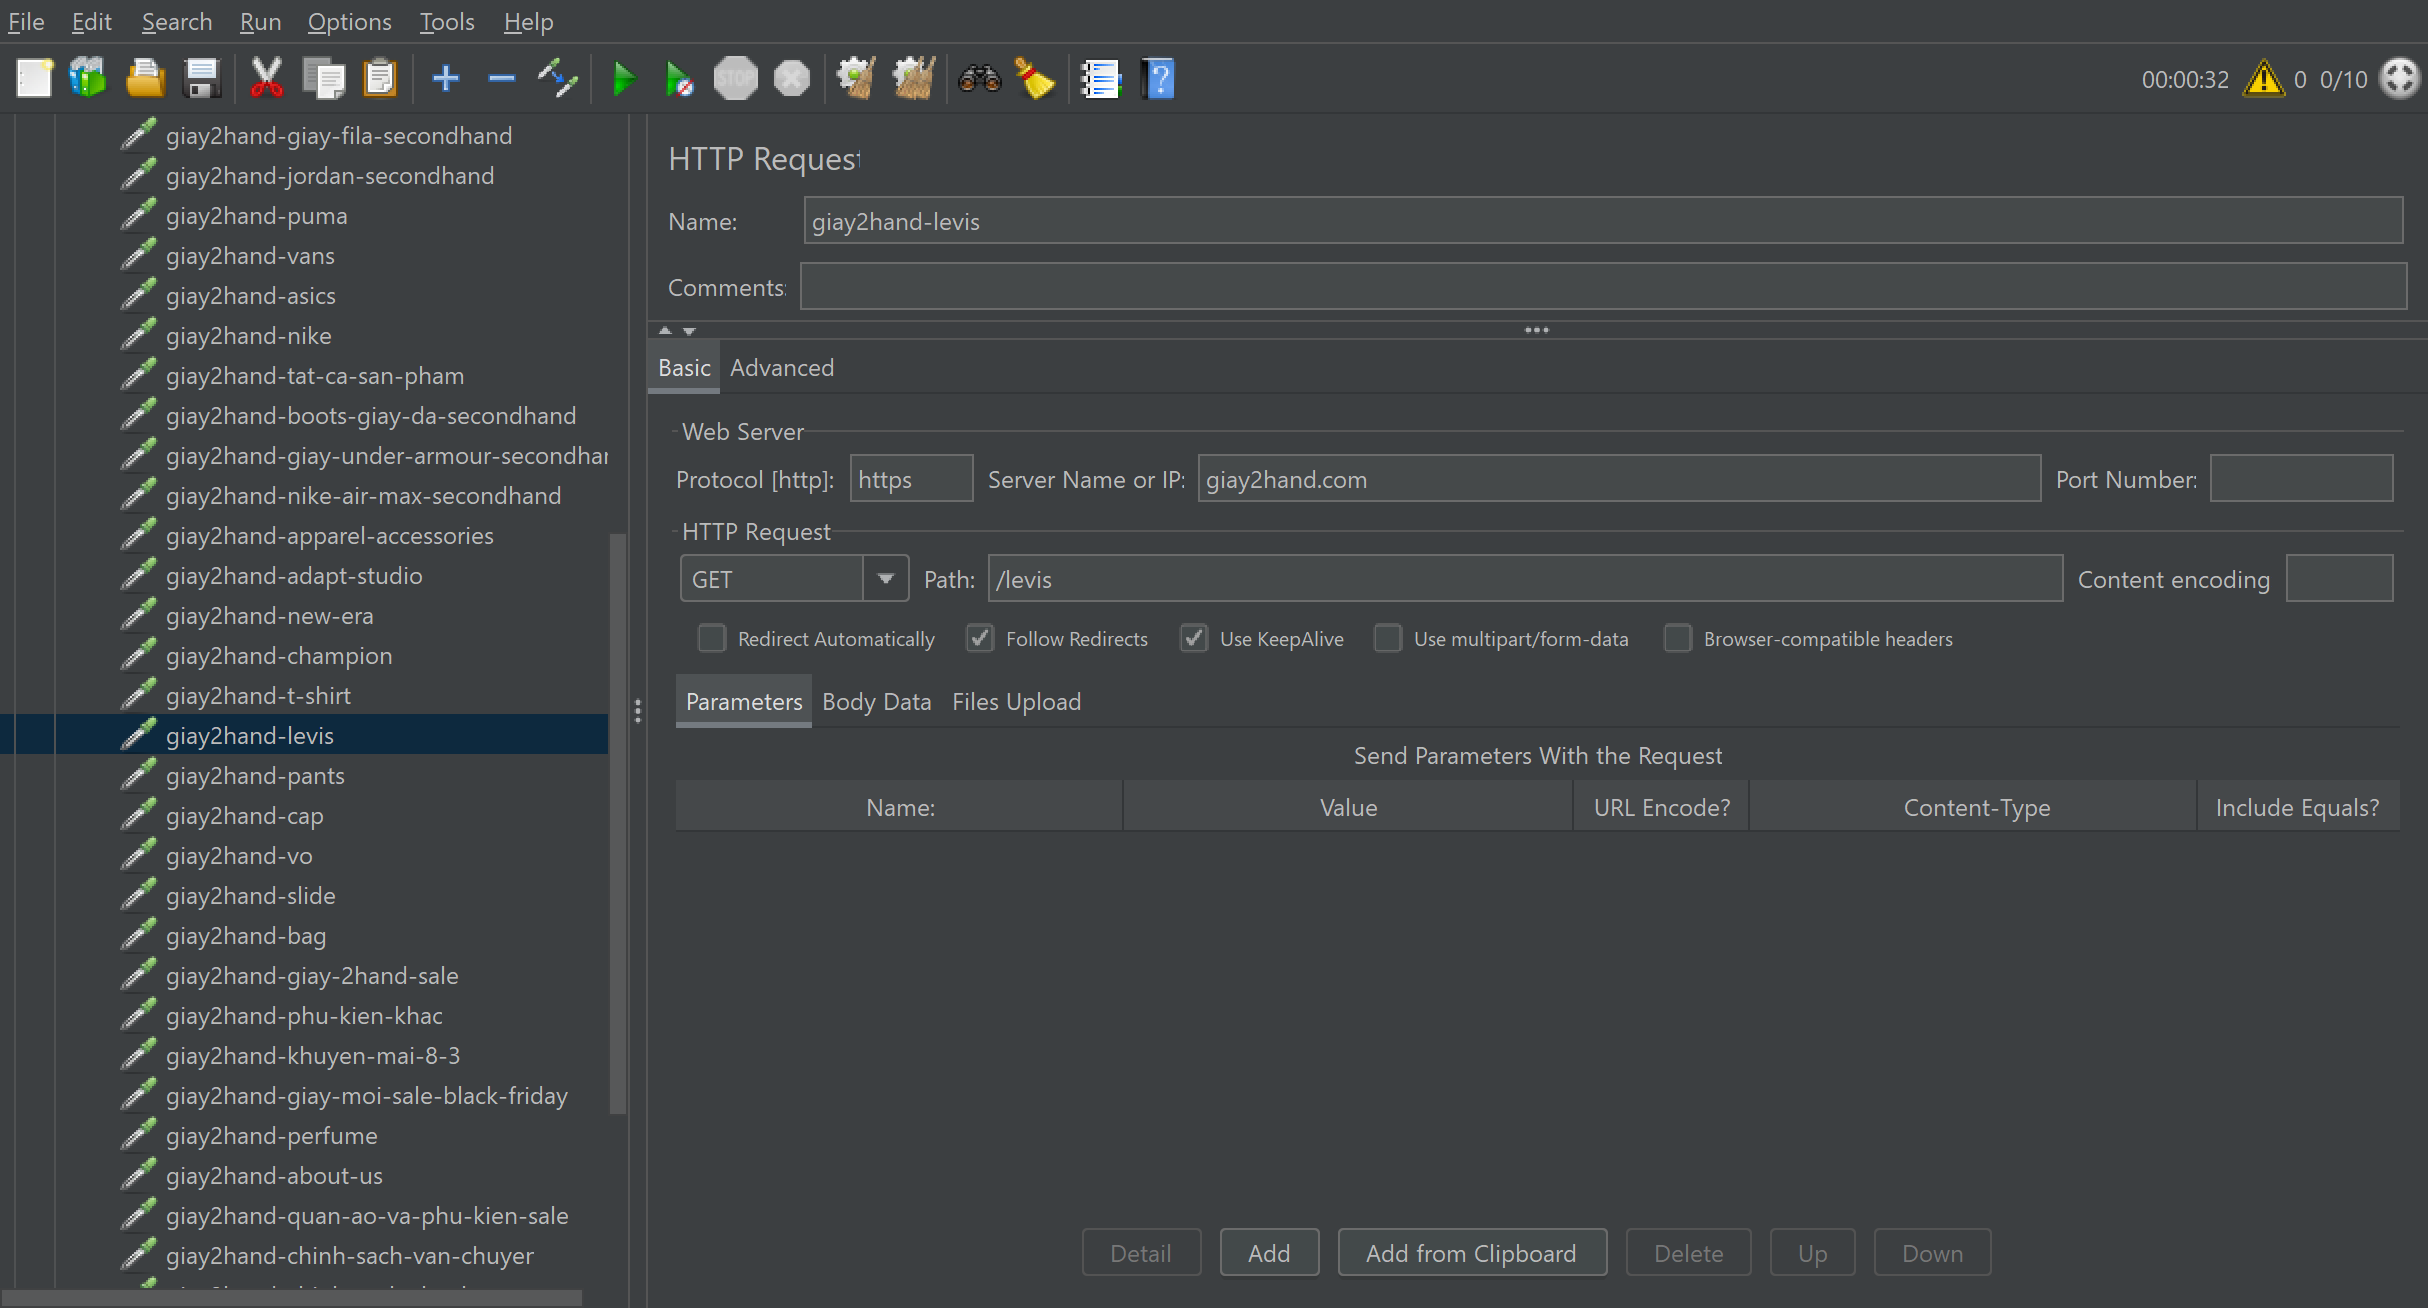 File Edit Search Run Options Tools Help
STOP
00:00:32 0 0/10
giay2hand-giay-fila-secondhand
giay2hand-jordan-secondhand
giay2hand-puma
giay2hand-vans
giay2hand-asics
giay2hand-nike
giay2hand-tat-ca-san-pham
giay2hand-boots-giay-da-secondhand
giay2hand-giay-under-armour-secondhar
giay2hand-nike-air-max-secondhand
giay2hand-apparel-accessories
giay2hand-adapt-studio
giay2hand-new-era
giay2hand-champion
giay2hand-t-shirt
giay2hand-levis
giay2hand-pants
giay2hand-cap
giay2hand-vo
giay2hand-slide
giay2hand-bag
giay2hand-giay-2hand-sale
giay2hand-phu-kien-khac
giay2hand-khuyen-mai-8-3
giay2hand-giay-moi-sale-black-friday
giay2hand-perfume
giay2hand-about-us
giay2hand-quan-ao-va-phu-kien-sale
giay2hand-chinh-sach-van-chuyer
HTTP Request
Name: giay2hand-levis
Comments:
Basic Advanced
Web Server
Protocol [http]: https Server Name or IP: giay2hand.com Port Number:
HTTP Request
GET Path: /levis Content encoding
Redirect Automatically Follow Redirects Use KeepAlive Use multipart/form-data Browser-compatible headers
Parameters Body Data Files Upload
Send Parameters With the Request
Name: Value URL Encode? Content-Type Include Equals?
Detail Add Add from Clipboard Delete Up Down